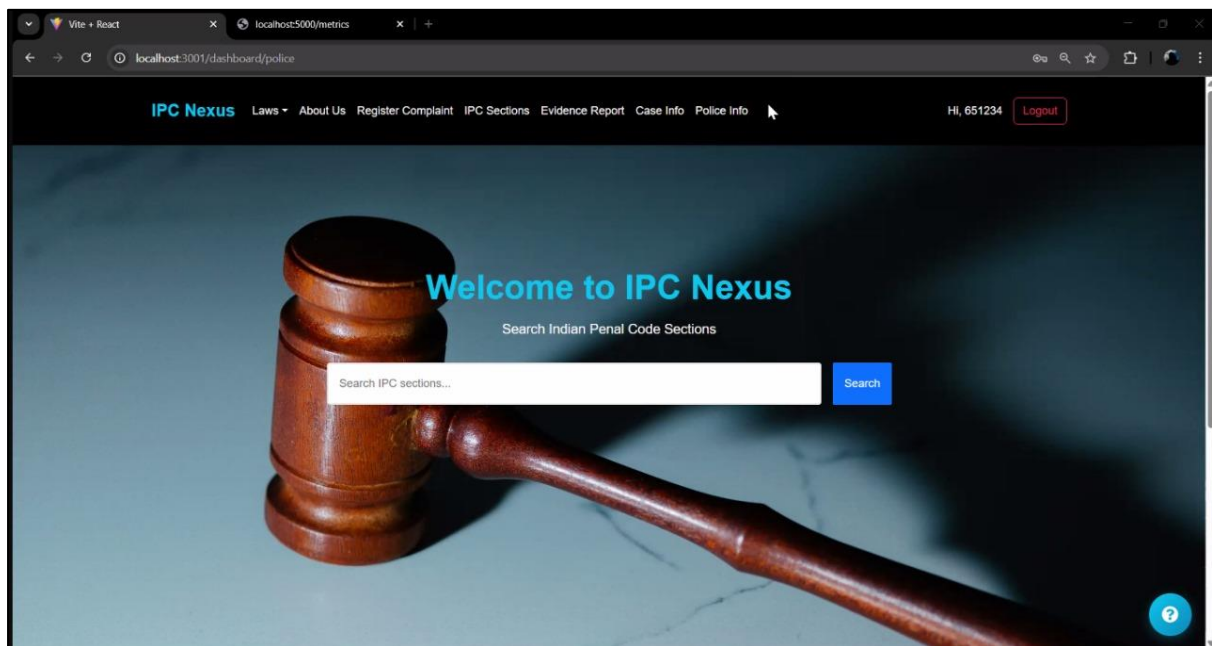 Vite + React
localhost:5000/metrics
localhost:3001/dashboard/police
IPC Nexus Laws About Us Register Complaint IPC Sections Evidence Report Case Info Police Info Hi, 651234 Logout
Welcome to IPC Nexus
Search Indian Penal Code Sections
Search IPC sections... Search
?